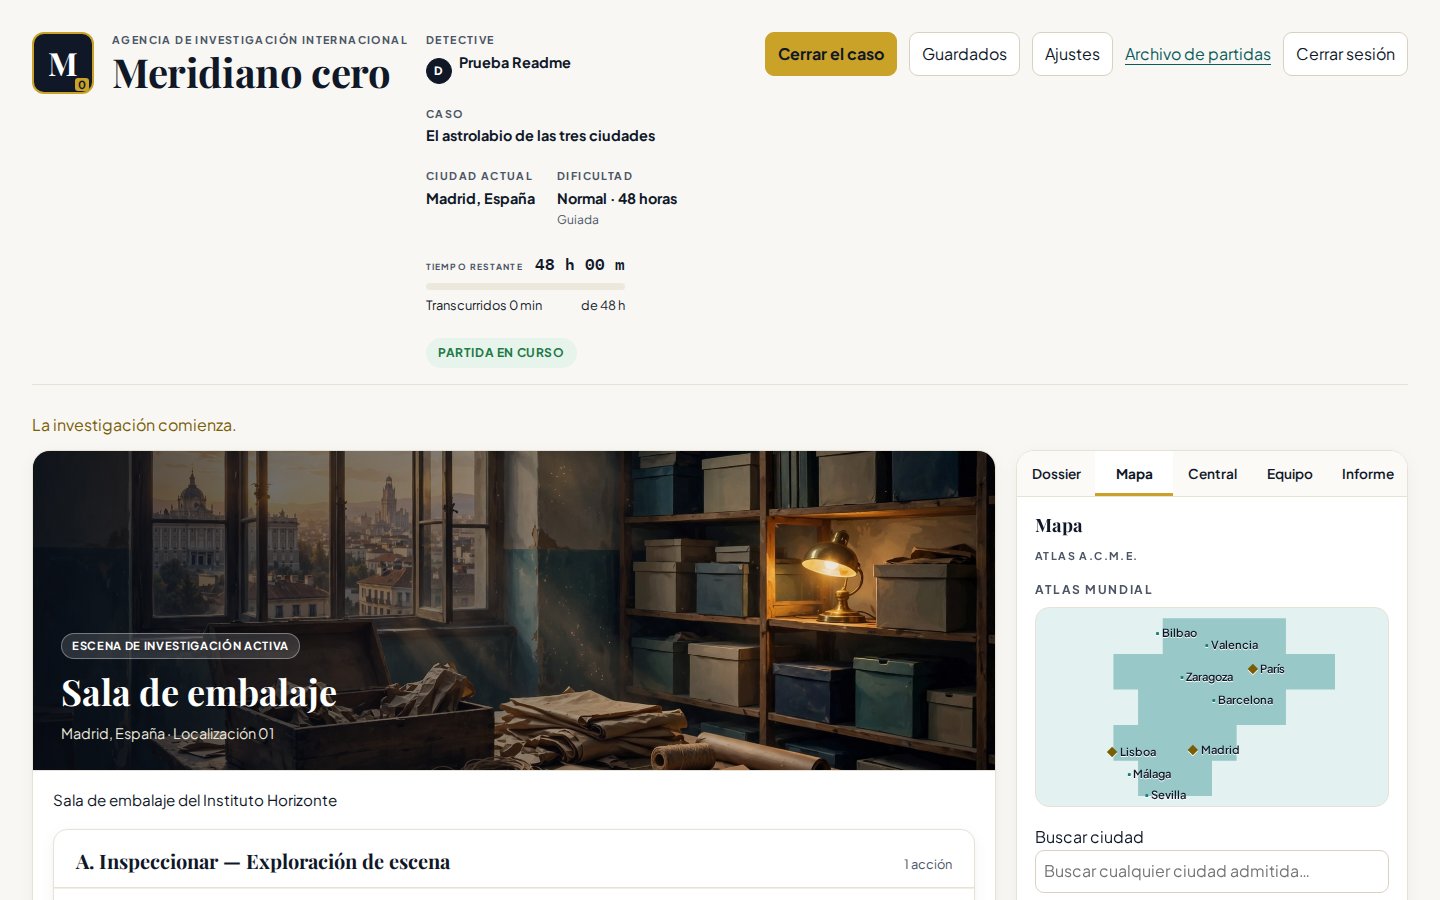 M
0
AGENCIA DE INVESTIGACIÓN INTERNACIONAL
Meridiano cero
DETECTIVE
D
Prueba Readme
CASO
El astrolabio de las tres ciudades
CIUDAD ACTUAL
Madrid, España
DIFICULTAD
Normal · 48 horas
Guiada
TIEMPO RESTANTE 48 h 00 m
Transcurridos 0 min de 48 h
PARTIDA EN CURSO
Cerrar el caso
Guardados
Ajustes
Archivo de partidas
Cerrar sesión
La investigación comienza.
ESCENA DE INVESTIGACIÓN ACTIVA
Sala de embalaje
Madrid, España · Localización 01
Sala de embalaje del Instituto Horizonte
A. Inspeccionar — Exploración de escena
1 acción
Dossier
Mapa
Central
Equipo
Informe
Mapa
ATLAS A.C.M.E.
ATLAS MUNDIAL
Bilbao
Valencia
París
Zaragoza
Barcelona
Lisboa
Madrid
Málaga
Sevilla
Buscar ciudad
Buscar cualquier ciudad admitida…